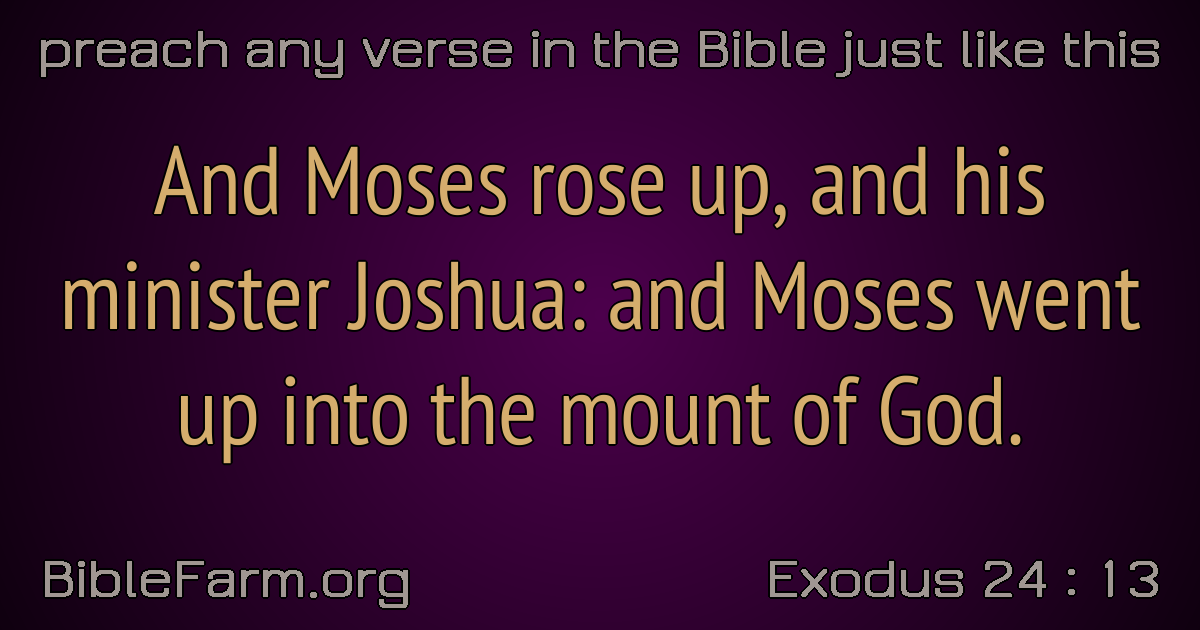 preach any verse in the Bible just like this
And Moses rose up, and his
minister Joshua: and Moses went
up into the mount of God.
BibleFarm.org
Exodus 24 : 13